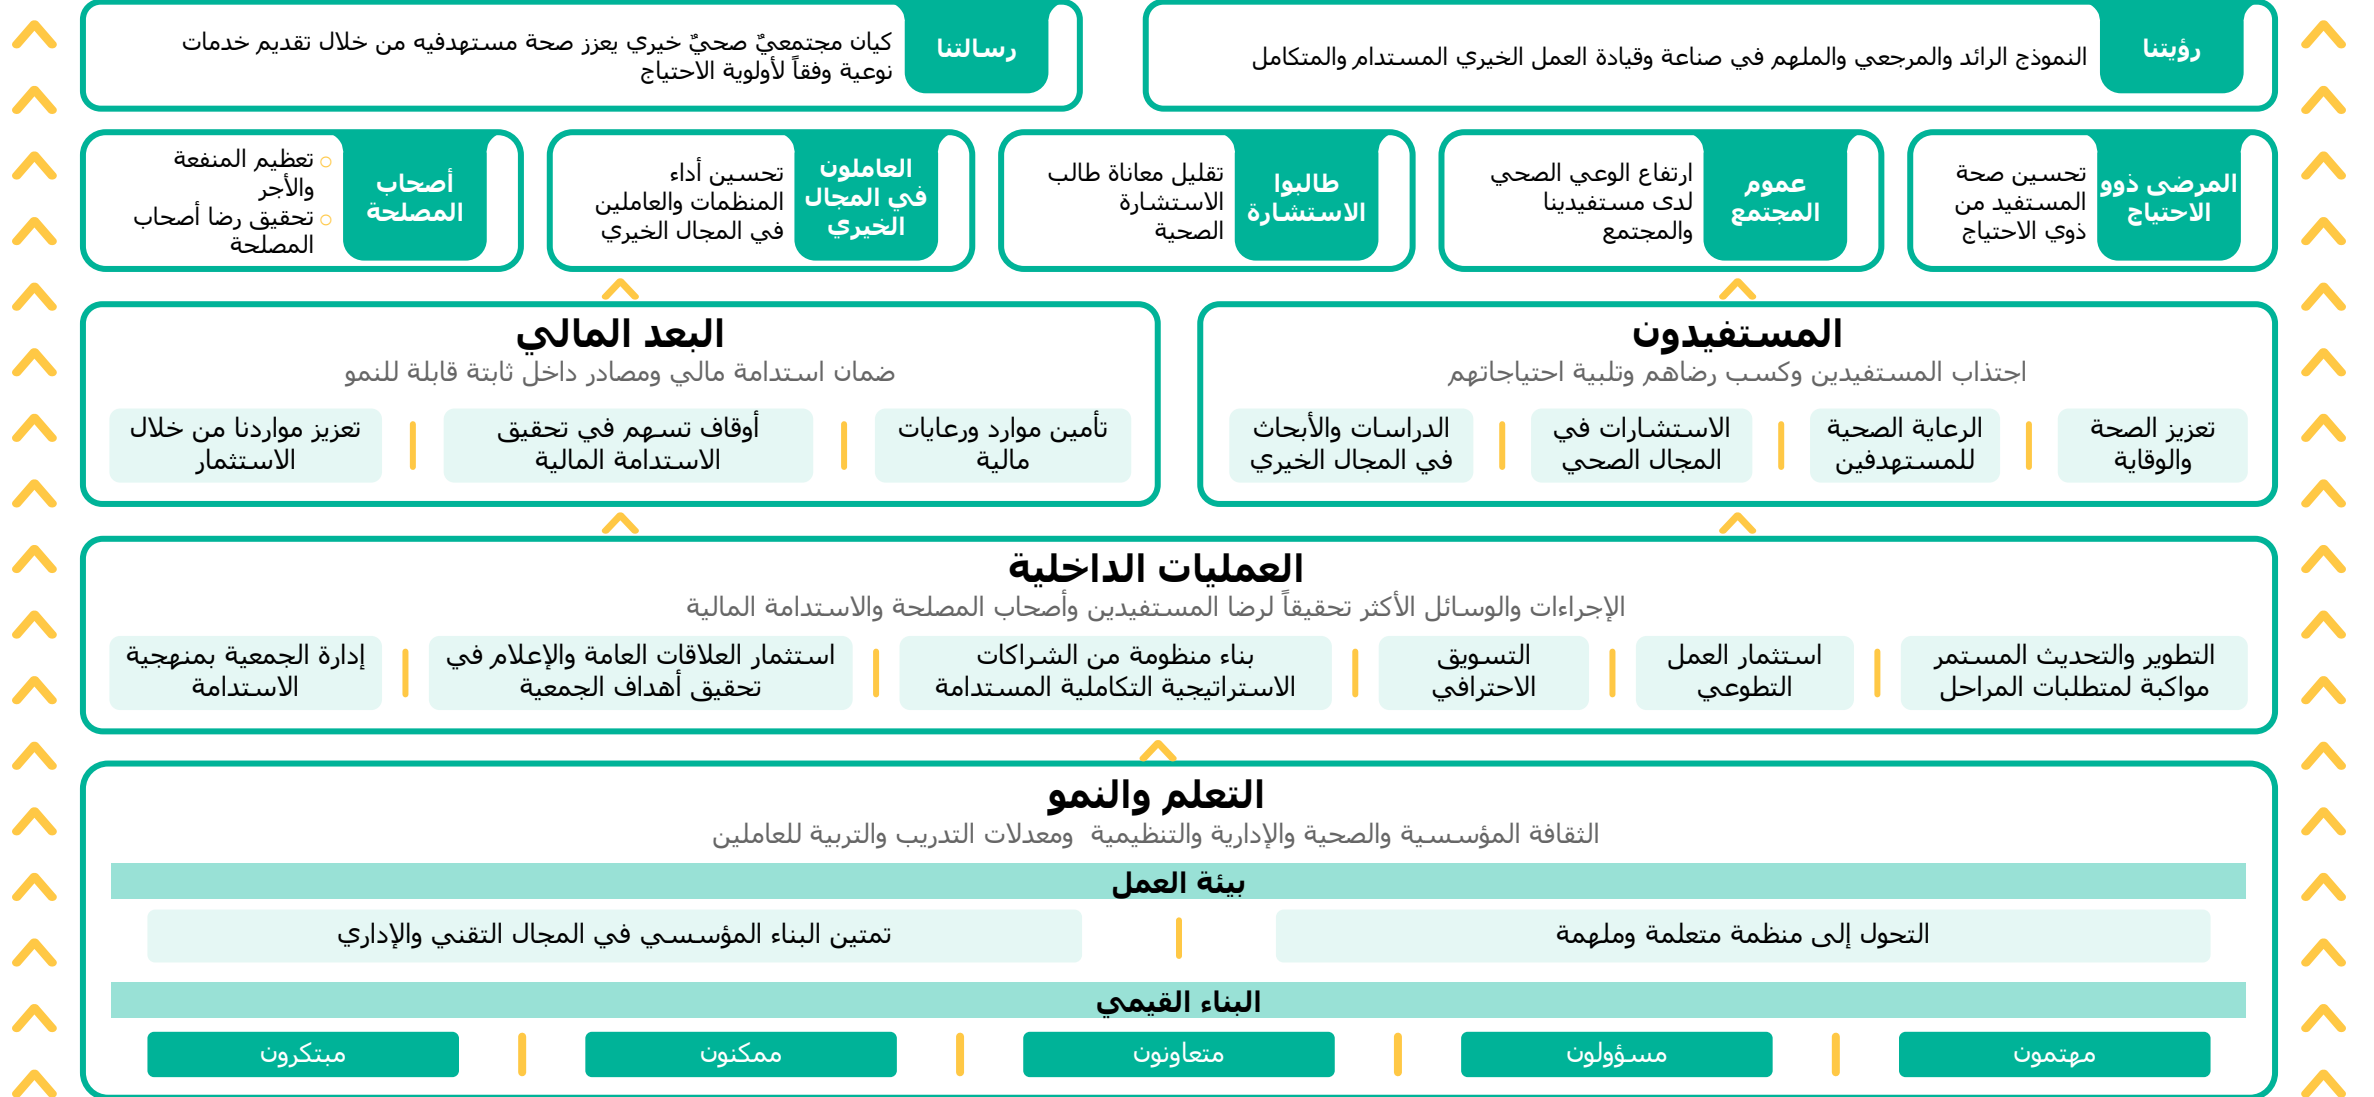 رؤيتنا
النموذج الرائد والمرجعي والملهم في صناعة وقيادة العمل الخيري المستدام والمتكامل
رسالتنا
كيان مجتمعيٌ صحيٌ خيري يعزز صحة مستهدفيه من خلال تقديم خدمات
نوعية وفقاً لأولوية الاحتياج
المرضى ذوو
الاحتياج
تحسين صحة
المستفيد من
ذوي الاحتياج
عموم
المجتمع
ارتفاع الوعي الصحي
لدى مستفيدينا
والمجتمع
طالبوا
الاستشارة
تقليل معاناة طالب
الاستشارة
الصحية
العاملون
في المجال
الخيري
تحسين أداء
المنظمات والعاملين
في المجال الخيري
أصحاب
المصلحة
○ تعظيم المنفعة
والأجر
○ تحقيق رضا أصحاب
المصلحة
المستفيدون
اجتذاب المستفيدين وكسب رضاهم وتلبية احتياجاتهم
تعزيز الصحة
والوقاية
الرعاية الصحية
للمستهدفين
الاستشارات في
المجال الصحي
الدراسات والأبحاث
في المجال الخيري
البعد المالي
ضمان استدامة مالي ومصادر داخل ثابتة قابلة للنمو
تأمين موارد ورعايات
مالية
أوقاف تسهم في تحقيق
الاستدامة المالية
تعزيز مواردنا من خلال
الاستثمار
العمليات الداخلية
الإجراءات والوسائل الأكثر تحقيقاً لرضا المستفيدين وأصحاب المصلحة والاستدامة المالية
التطوير والتحديث المستمر
مواكبة لمتطلبات المراحل
استثمار العمل
التطوعي
التسويق
الاحترافي
بناء منظومة من الشراكات
الاستراتيجية التكاملية المستدامة
استثمار العلاقات العامة والإعلام في
تحقيق أهداف الجمعية
إدارة الجمعية بمنهجية
الاستدامة
التعلم والنمو
الثقافة المؤسسية والصحية والإدارية والتنظيمية ومعدلات التدريب والتربية للعاملين
بيئة العمل
التحول إلى منظمة متعلمة وملهمة
تمتين البناء المؤسسي في المجال التقني والإداري
البناء القيمي
مهتمون
مسؤولون
متعاونون
ممكنون
مبتكرون